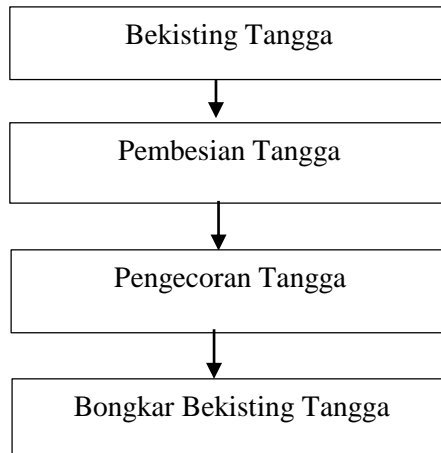 Bekisting Tangga
Pembesian Tangga
Pengecoran Tangga
Bongkar Bekisting Tangga